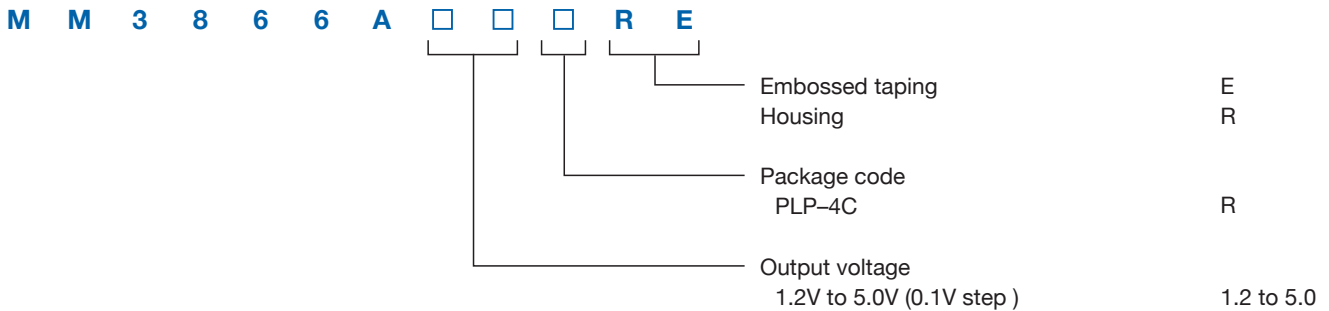 M M 3 8 6 6 A □ □ □ R E
Embossed taping E
Housing R
Package code
PLP–4C R
Output voltage
1.2V to 5.0V (0.1V step ) 1.2 to 5.0